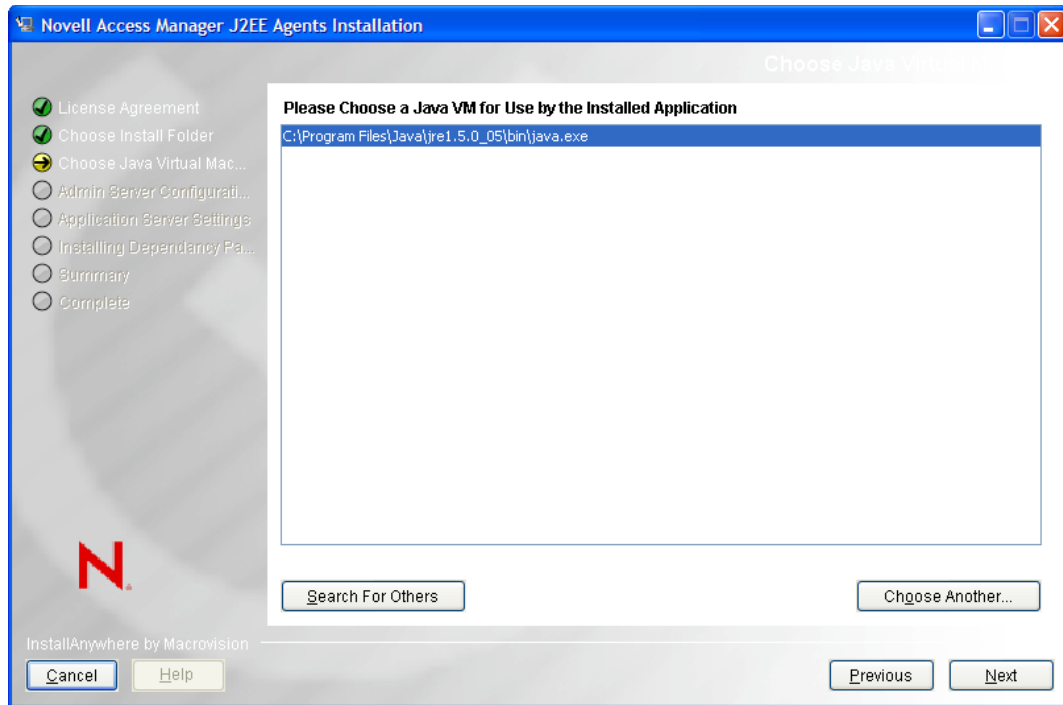 Novell Access Manager J2EE Agents Installation
Choose Java Virtual
License Agreement
Choose Install Folder
Choose Java Virtual Mac...
Admin Server Configurati...
Application Server Settings
Installing Dependancy Pa...
Summary
Complete
Please Choose a Java VM for Use by the Installed Application
C:\Program Files\Java\jre1.5.0_05\bin\java.exe
N
Search For Others
Choose Another...
InstallAnywhere by Macrovision
Cancel
Help
Previous
Next